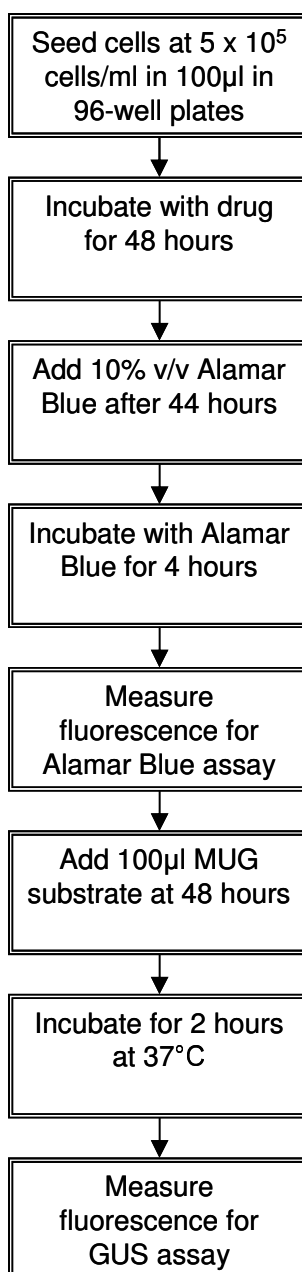 Seed cells at 5 x 10⁵
cells/ml in 100µl in
96-well plates
Incubate with drug
for 48 hours
Add 10% v/v Alamar
Blue after 44 hours
Incubate with Alamar
Blue for 4 hours
Measure
fluorescence for
Alamar Blue assay
Add 100µl MUG
substrate at 48 hours
Incubate for 2 hours
at 37°C
Measure
fluorescence for
GUS assay